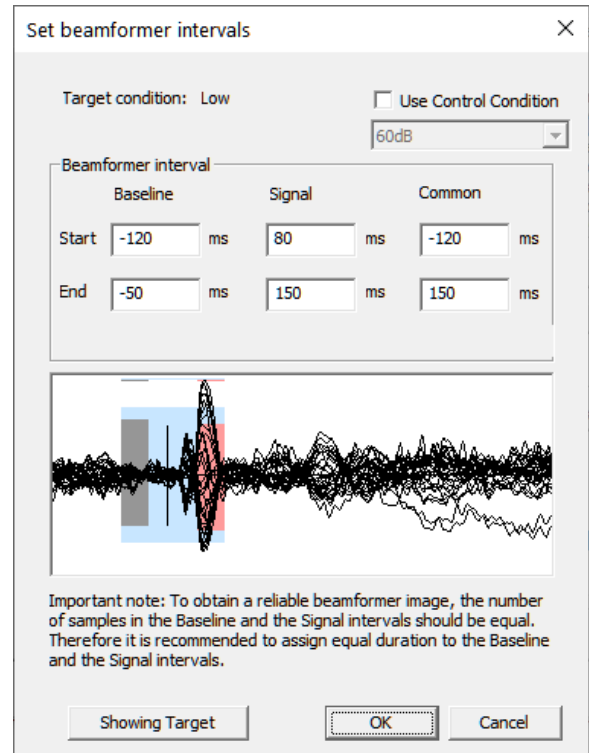 Set beamformer intervals
Target condition: Low
Use Control Condition
60dB
Beamformer interval
Baseline Signal Common
Start -120 ms 80 ms -120 ms
End -50 ms 150 ms 150 ms
Important note: To obtain a reliable beamformer image, the number
of samples in the Baseline and the Signal intervals should be equal.
Therefore it is recommended to assign equal duration to the Baseline
and the Signal intervals.
Showing Target OK Cancel